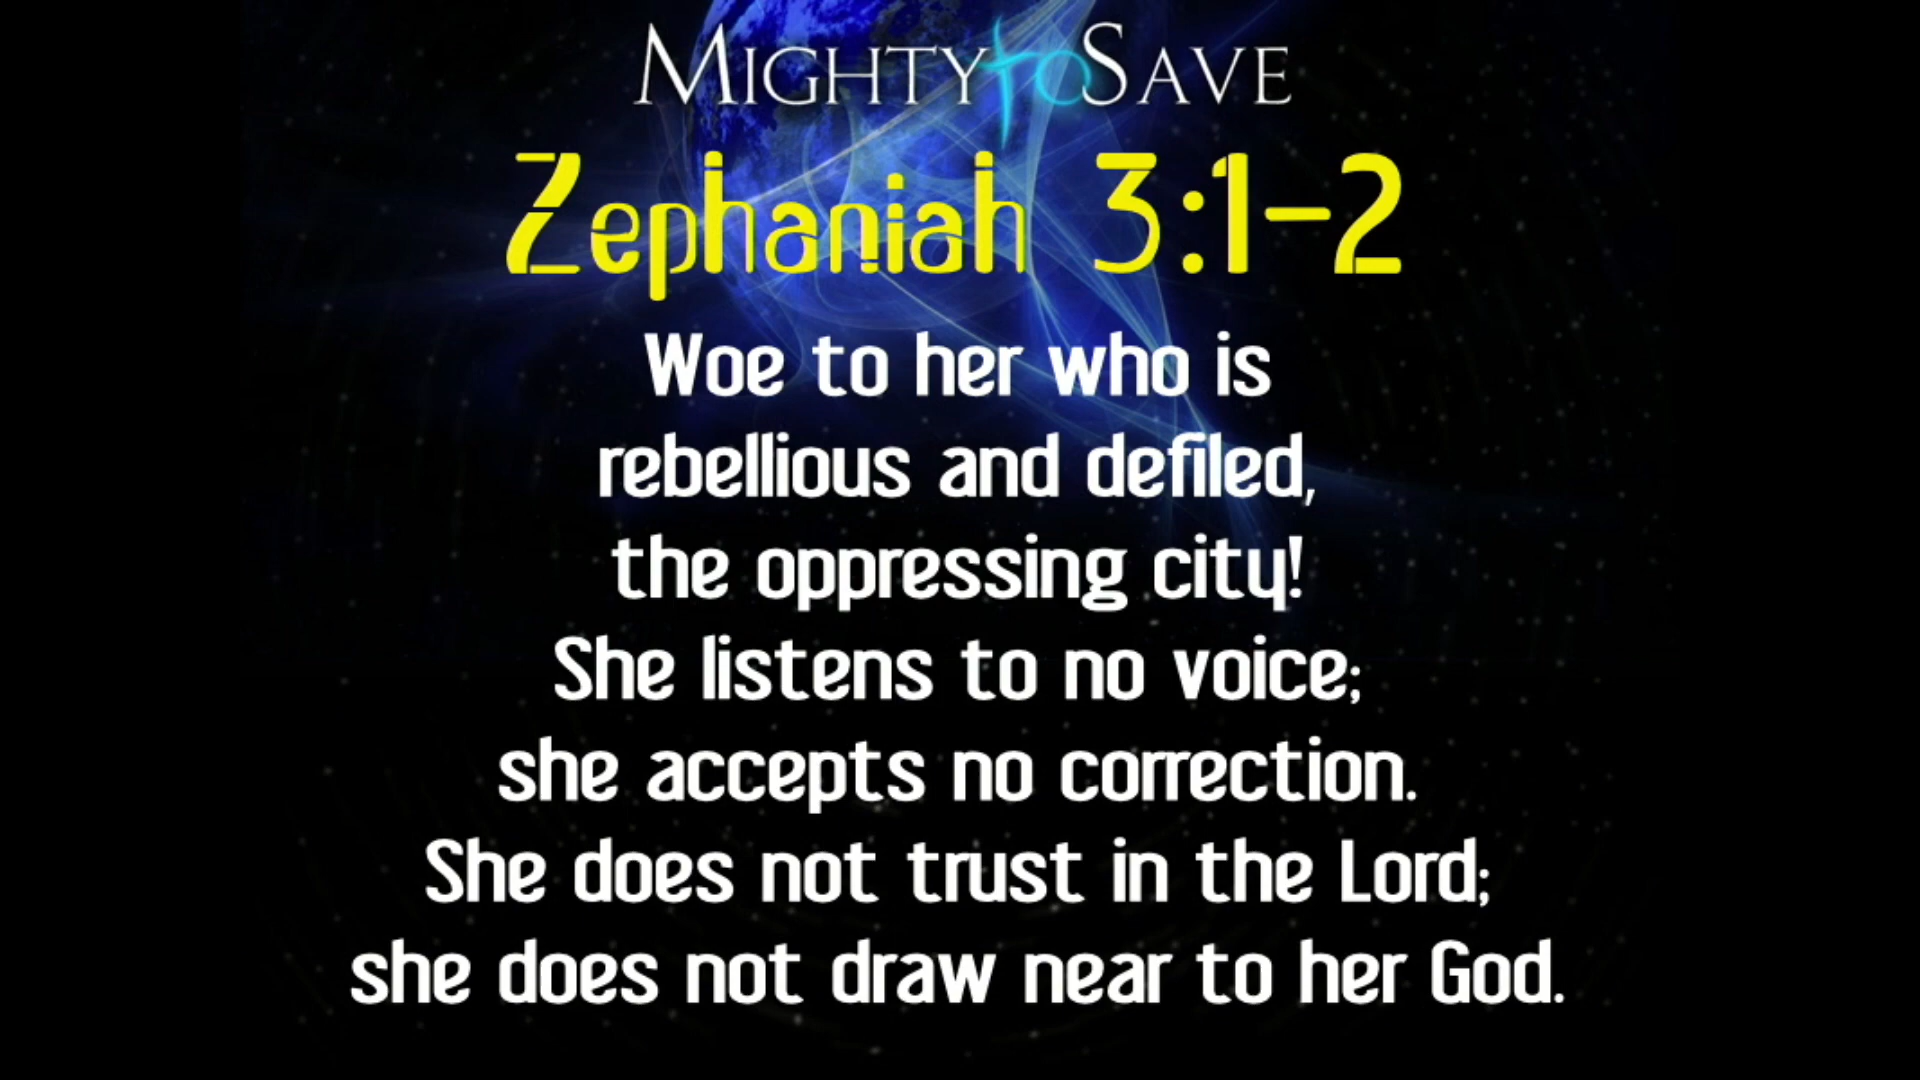 Mighty to Save
Zephaniah 3:1-2
Woe to her who is
rebellious and defiled,
the oppressing city!
She listens to no voice;
she accepts no correction.
She does not trust in the Lord;
she does not draw near to her God.